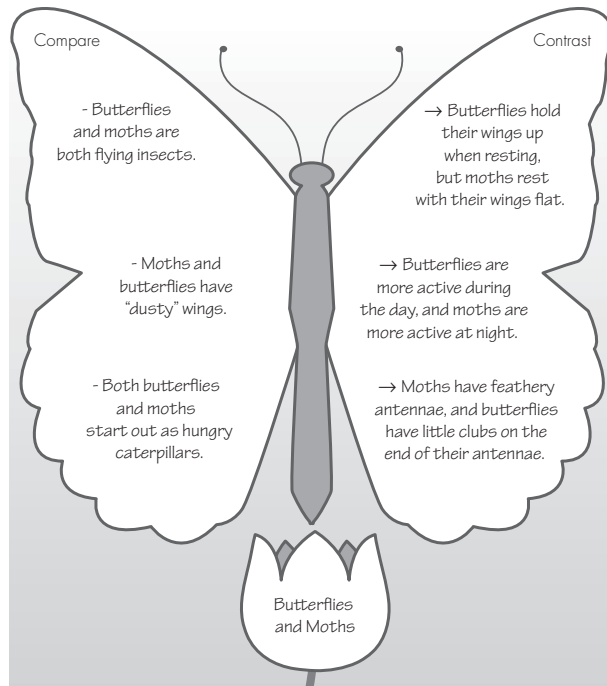 Compare
- Butterflies
and moths are
both flying insects.
- Moths and
butterflies have
“dusty” wings.
- Both butterflies
and moths
start out as hungry
caterpillars.
Contrast
→ Butterflies hold
their wings up
when resting,
but moths rest
with their wings flat.
→ Butterflies are
more active during
the day, and moths are
more active at night.
→ Moths have feathery
antennae, and butterflies
have little clubs on the
end of their antennae.
Butterflies
and Moths